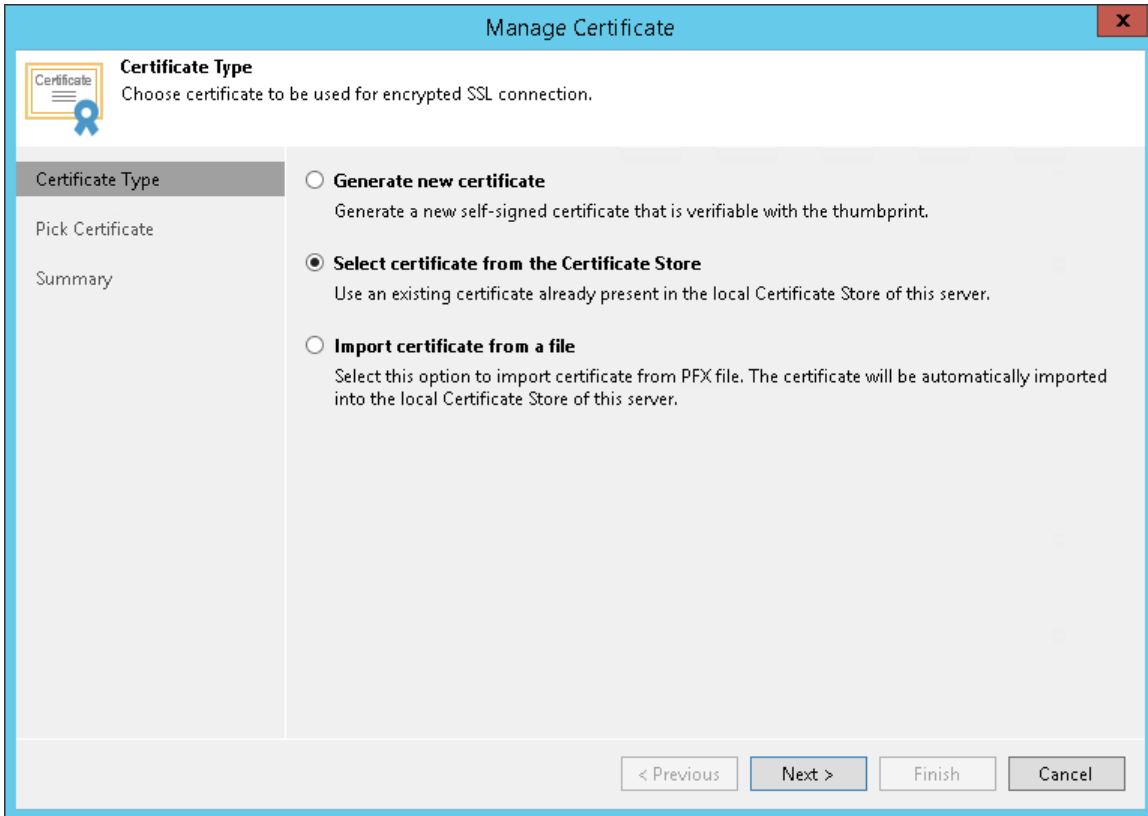 Manage Certificate
x
Certificate
Certificate Type
Choose certificate to be used for encrypted SSL connection.
Certificate Type
Pick Certificate
Summary
Generate new certificate
Generate a new self-signed certificate that is verifiable with the thumbprint.
Select certificate from the Certificate Store
Use an existing certificate already present in the local Certificate Store of this server.
Import certificate from a file
Select this option to import certificate from PFX file. The certificate will be automatically imported
into the local Certificate Store of this server.
< Previous
Next >
Finish
Cancel